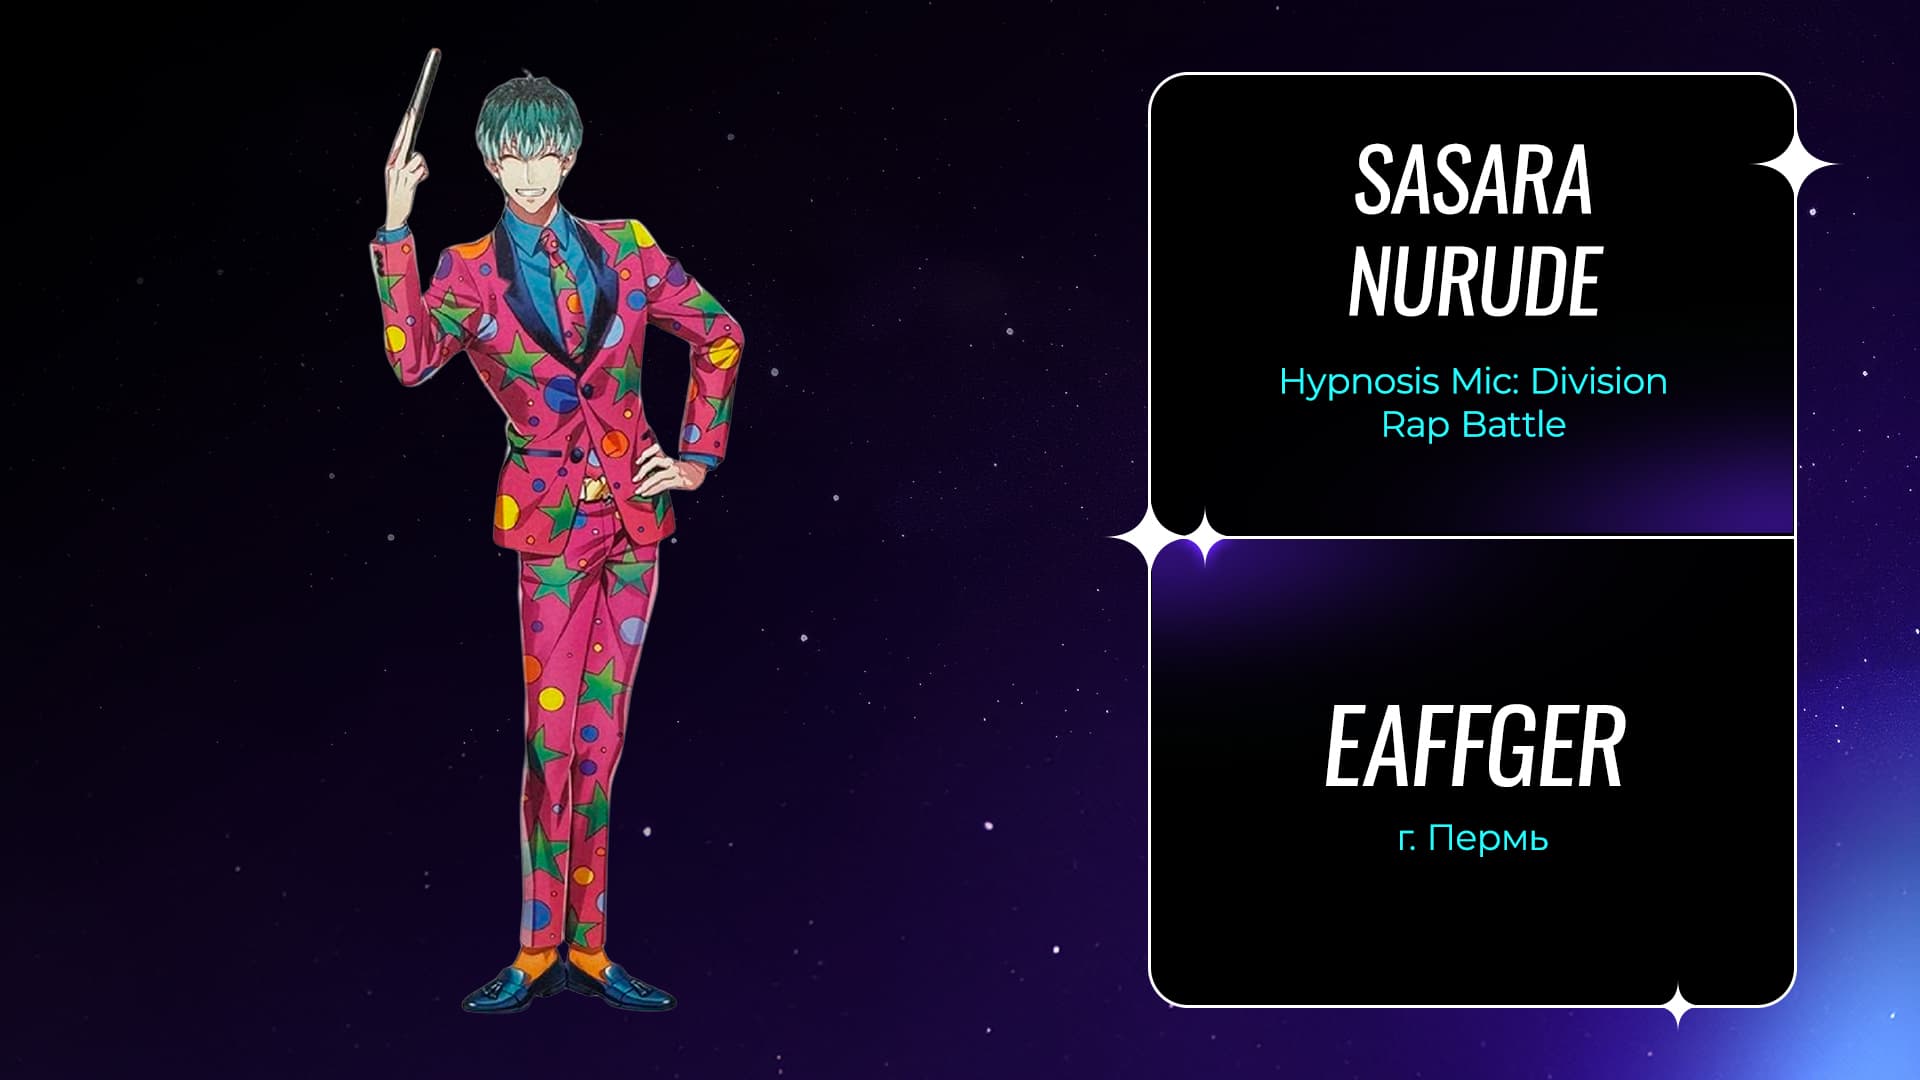 SASARA
NURUDE
Hypnosis Mic: Division
Rap Battle
EAFFGER
г. Пермь